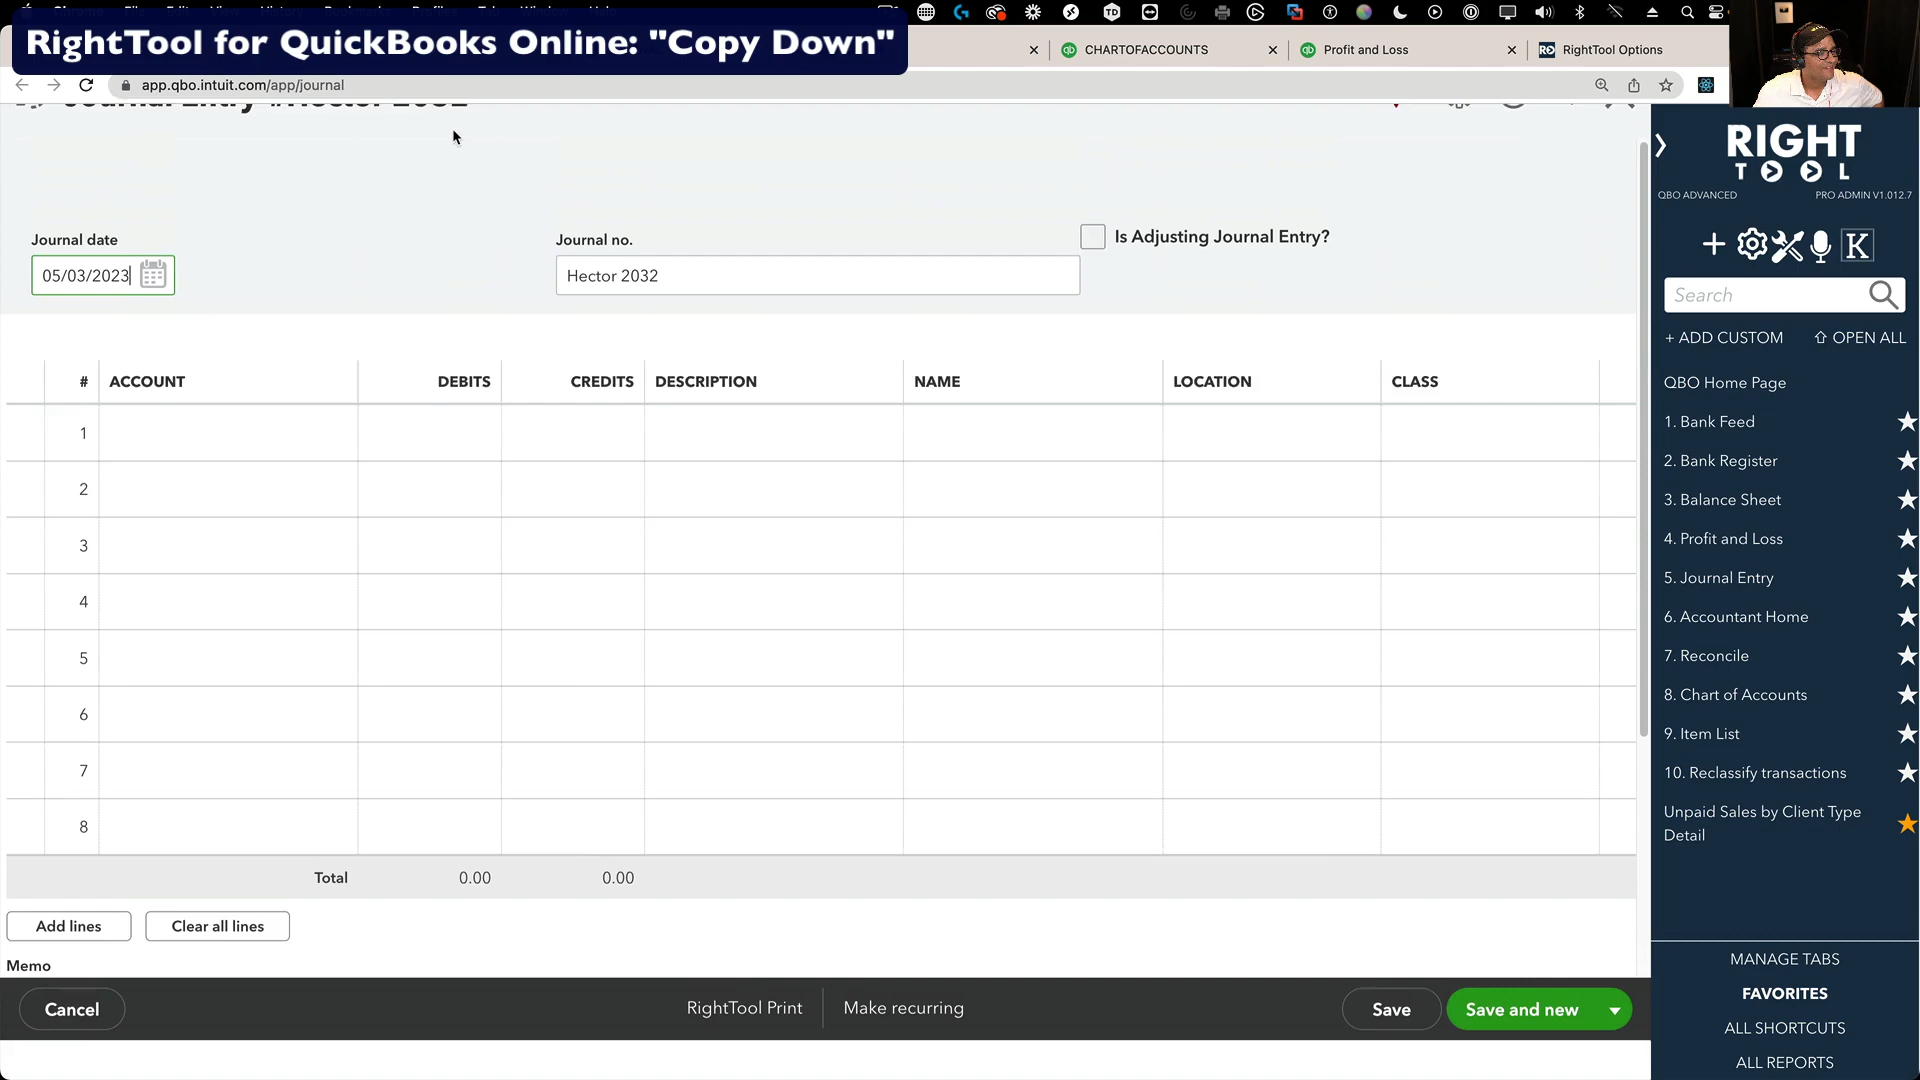 RightTool for QuickBooks Online: "Copy Down"
CHARTOFACCOUNTS
Profit and Loss
RightTool Options
app.qbo.intuit.com/app/journal
Journal Entry #Hector 2032
RIGHT
TOOL
QBO ADVANCED
PRO ADMIN V1.012.7
Journal date
Journal no.
Is Adjusting Journal Entry?
05/03/2023
Hector 2032
K
Search
+ ADD CUSTOM
OPEN ALL
# ACCOUNT DEBITS CREDITS DESCRIPTION NAME LOCATION CLASS
1
2
3
4
5
6
7
8
Total 0.00 0.00
Add lines
Clear all lines
Memo
Cancel
RightTool Print
Make recurring
Save
Save and new
QBO Home Page
1. Bank Feed
2. Bank Register
3. Balance Sheet
4. Profit and Loss
5. Journal Entry
6. Accountant Home
7. Reconcile
8. Chart of Accounts
9. Item List
10. Reclassify transactions
Unpaid Sales by Client Type
Detail
MANAGE TABS
FAVORITES
ALL SHORTCUTS
ALL REPORTS